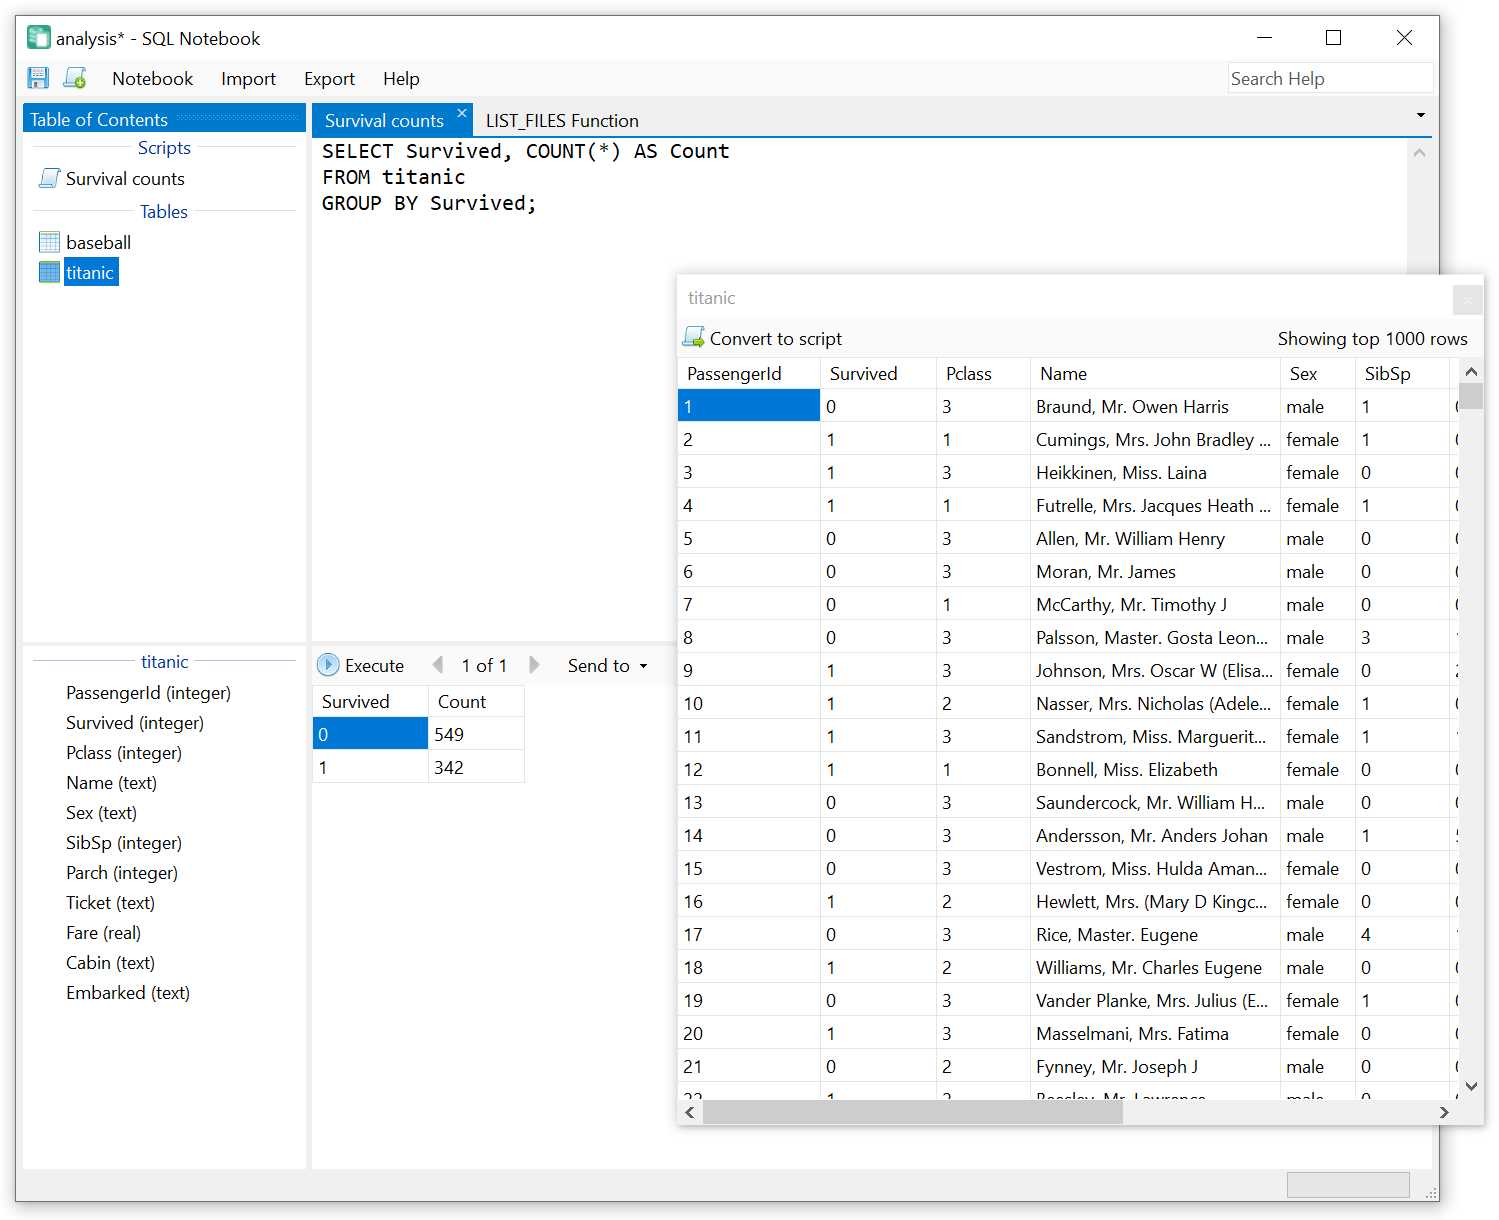 analysis* - SQL Notebook
Notebook Import Export Help Search Help
Table of Contents
Scripts
Survival counts
Tables
baseball
titanic
Survival counts LIST_FILES Function
SELECT Survived, COUNT(*) AS Count
FROM titanic
GROUP BY Survived;
titanic
PassengerId (integer)
Survived (integer)
Pclass (integer)
Name (text)
Sex (text)
SibSp (integer)
Parch (integer)
Ticket (text)
Fare (real)
Cabin (text)
Embarked (text)
Execute 1 of 1 Send to
Survived Count
0 549
1 342
titanic
Convert to script Showing top 1000 rows
PassengerId Survived Pclass Name Sex SibSp
1 0 3 Braund, Mr. Owen Harris male 1
2 1 1 Cumings, Mrs. John Bradley ... female 1
3 1 3 Heikkinen, Miss. Laina female 0
4 1 1 Futrelle, Mrs. Jacques Heath ... female 1
5 0 3 Allen, Mr. William Henry male 0
6 0 3 Moran, Mr. James male 0
7 0 1 McCarthy, Mr. Timothy J male 0
8 0 3 Palsson, Master. Gosta Leon... male 3
9 1 3 Johnson, Mrs. Oscar W (Elisa... female 0
10 1 2 Nasser, Mrs. Nicholas (Adele... female 1
11 1 3 Sandstrom, Miss. Marguerit... female 1
12 1 1 Bonnell, Miss. Elizabeth female 0
13 0 3 Saundercock, Mr. William H... male 0
14 0 3 Andersson, Mr. Anders Johan male 1
15 0 3 Vestrom, Miss. Hulda Aman... female 0
16 1 2 Hewlett, Mrs. (Mary D Kingc... female 0
17 0 3 Rice, Master. Eugene male 4
18 1 2 Williams, Mr. Charles Eugene male 0
19 0 3 Vander Planke, Mrs. Julius (E... female 1
20 1 3 Masselmani, Mrs. Fatima female 0
21 0 2 Fynney, Mr. Joseph J male 0
22 1 2 Beesley, Mr. Lawrence male 0